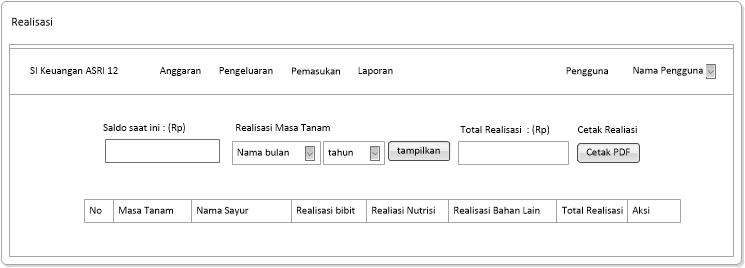 Realisasi
SI Keuangan ASRI 12 Anggaran Pengeluaran Pemasukan Laporan Pengguna Nama Pengguna
Saldo saat ini : (Rp) Realisasi Masa Tanam Total Realisasi : (Rp) Cetak Realiasi
Nama bulan tahun tampilkan Cetak PDF
No Masa Tanam Nama Sayur Realisasi bibit Realiasi Nutrisi Realisasi Bahan Lain Total Realisasi Aksi